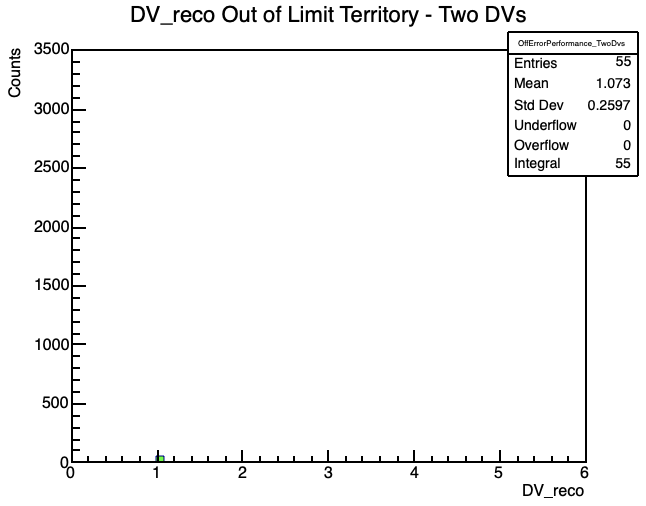 DV_reco Out of Limit Territory - Two DVs
OffErrorPerformance_TwoDvs
Entries 55
Mean 1.073
Std Dev 0.2597
Underflow 0
Overflow 0
Integral 55
Counts
3500
3000
2500
2000
1500
1000
500
0
0 1 2 3 4 5 6
DV_reco